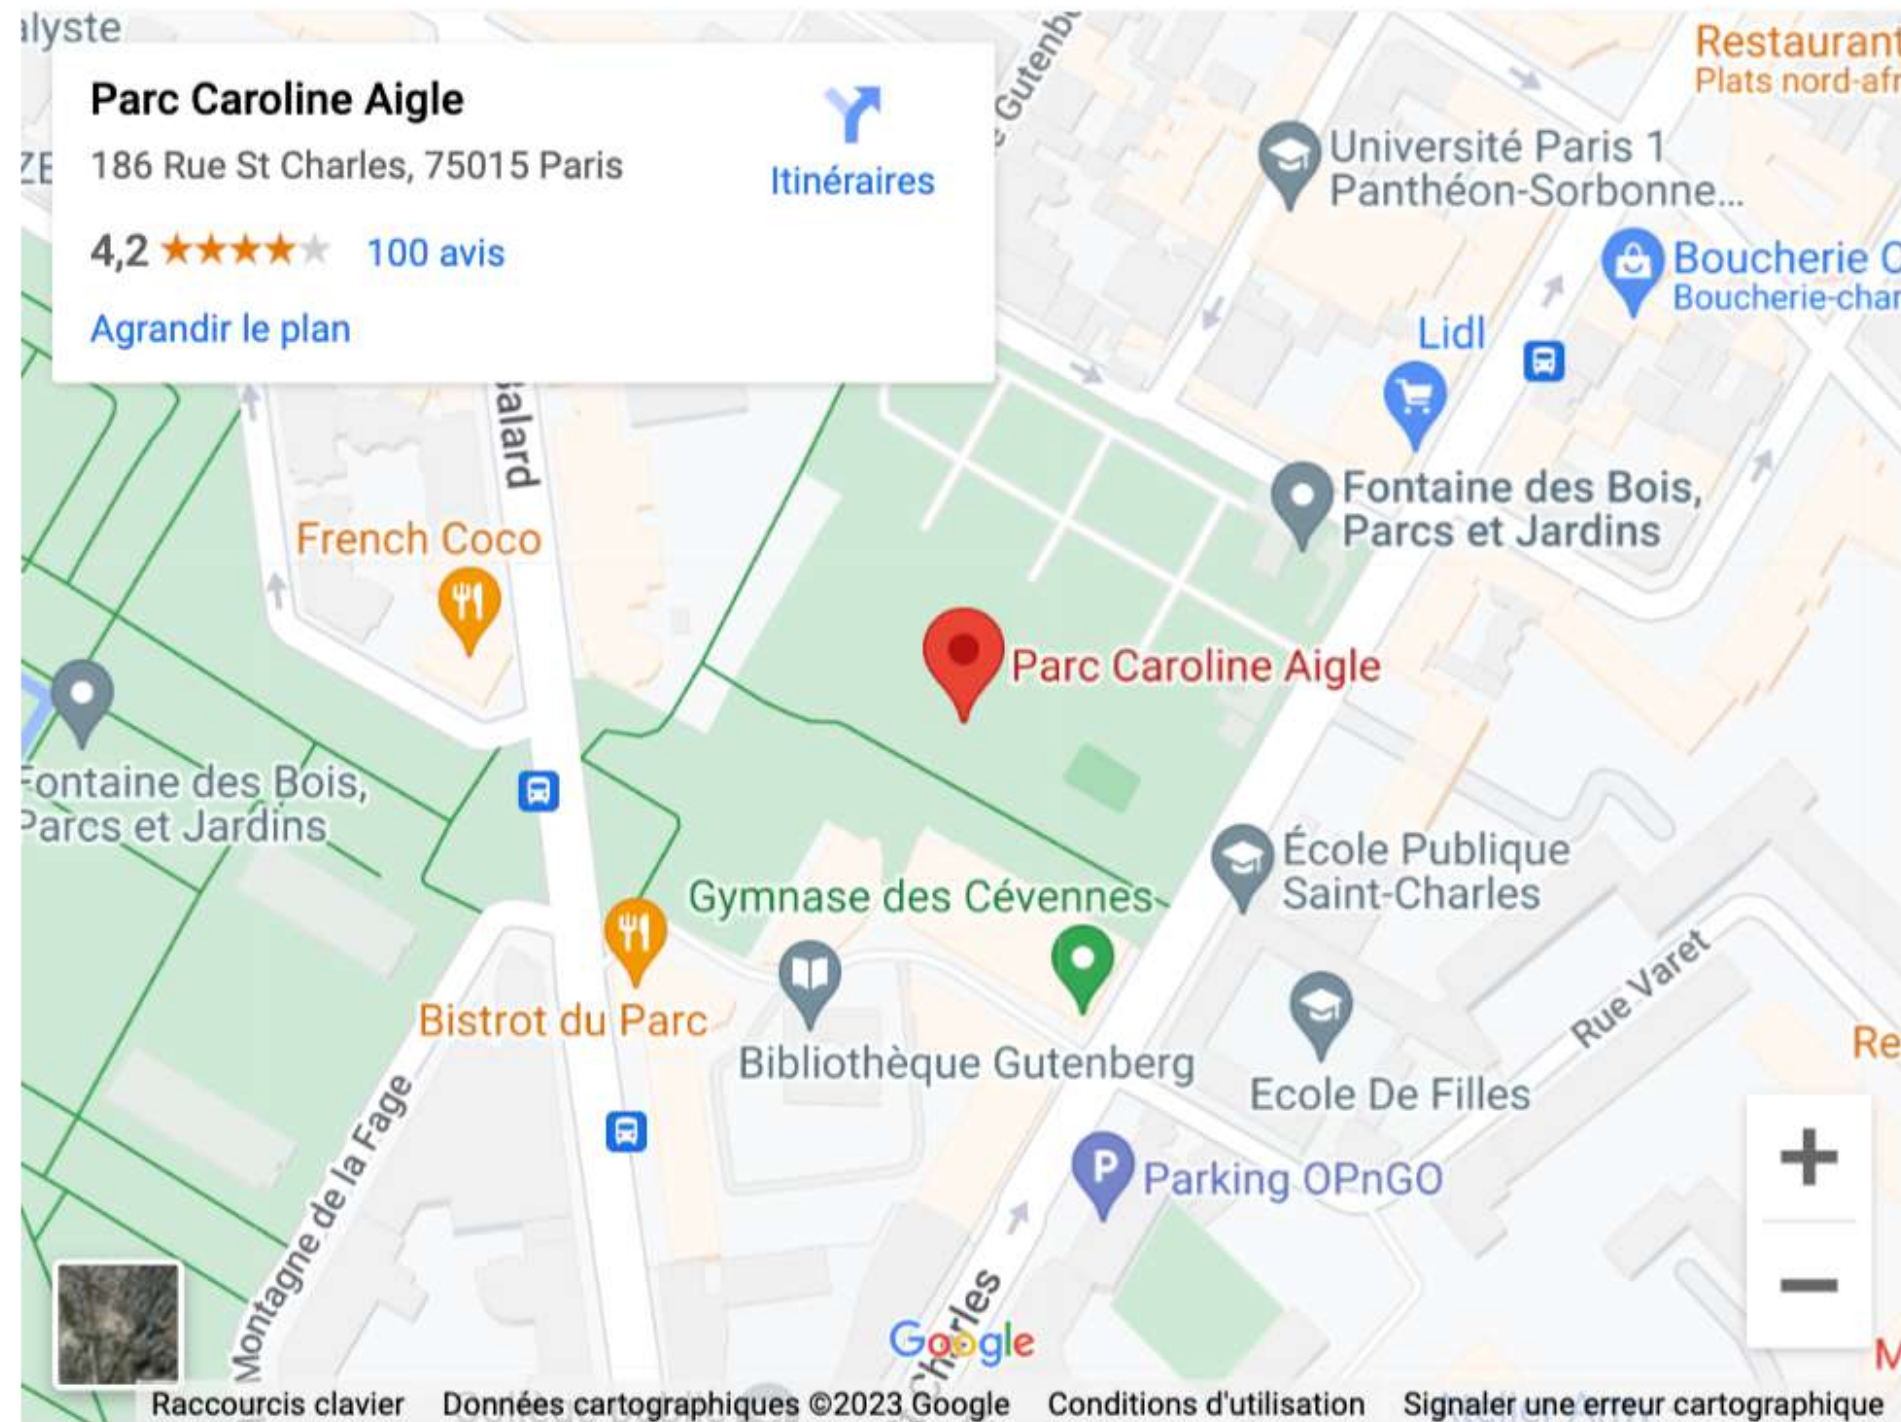 alyste
Parc Caroline Aigle
186 Rue St Charles, 75015 Paris
4,2
100 avis
Itinéraires
Agrandir le plan
Gutenb
Restaurant
Plats nord-afr
Université Paris 1
Panthéon-Sorbonne...
Boucherie C
Boucherie-char
Lidl
Balard
Fontaine des Bois,
Parcs et Jardins
French Coco
Parc Caroline Aigle
Fontaine des Bois,
Parcs et Jardins
École Publique
Saint-Charles
Gymnase des Cévennes
Bistrot du Parc
Bibliothèque Gutenberg
Ecole De Filles
Rue Varet
Re
P
Parking OPnGO
Montagne de la Fage
Charles
Google
+
−
M
Raccourcis clavier
Données cartographiques ©2023 Google
Conditions d'utilisation
Signaler une erreur cartographique